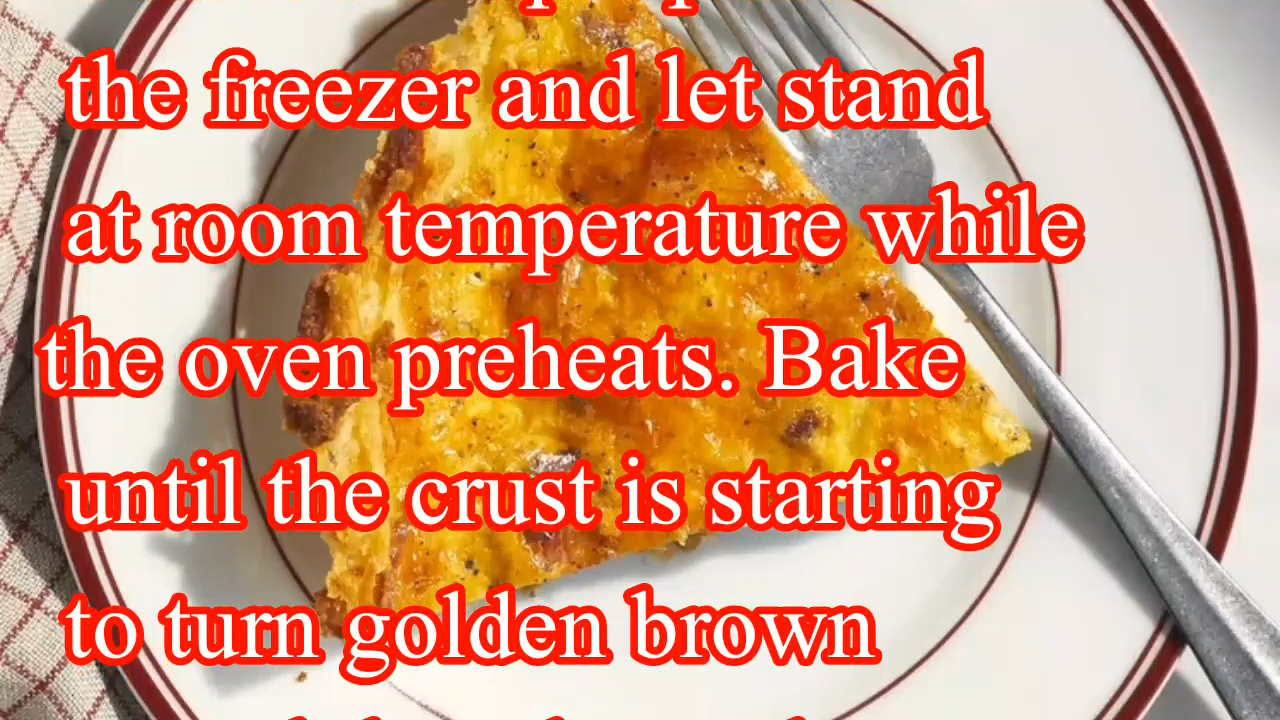 the freezer and let stand
at room temperature while
the oven preheats. Bake
until the crust is starting
to turn golden brown